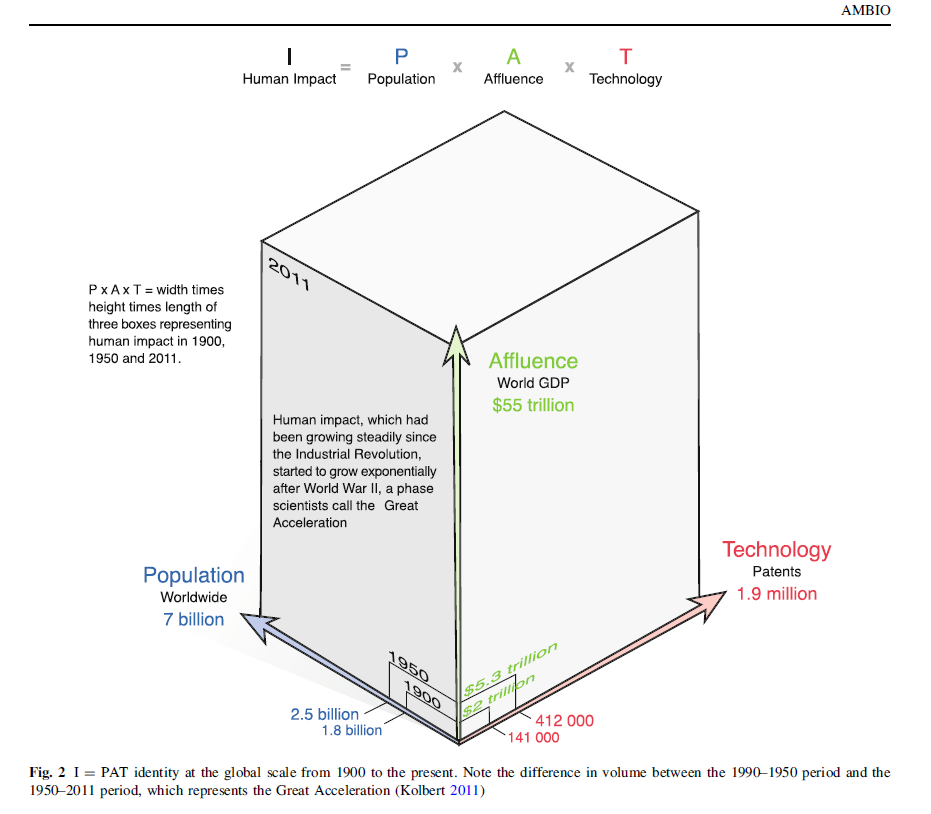 AMBIO
I = P x A x T
Human Impact Population Affluence Technology
2011
P x A x T = width times
height times length of
three boxes representing
human impact in 1900,
1950 and 2011.
Affluence
World GDP
$55 trillion
Human impact, which had
been growing steadily since
the Industrial Revolution,
started to grow exponentially
after World War II, a phase
scientists call the Great
Acceleration
Technology
Patents
1.9 million
Population
Worldwide
7 billion
1950
$5.3 trillion
1900
$2 trillion
2.5 billion
1.8 billion
412 000
141 000
Fig. 2 I = PAT identity at the global scale from 1900 to the present. Note the difference in volume between the 1990–1950 period and the
1950–2011 period, which represents the Great Acceleration (Kolbert 2011)